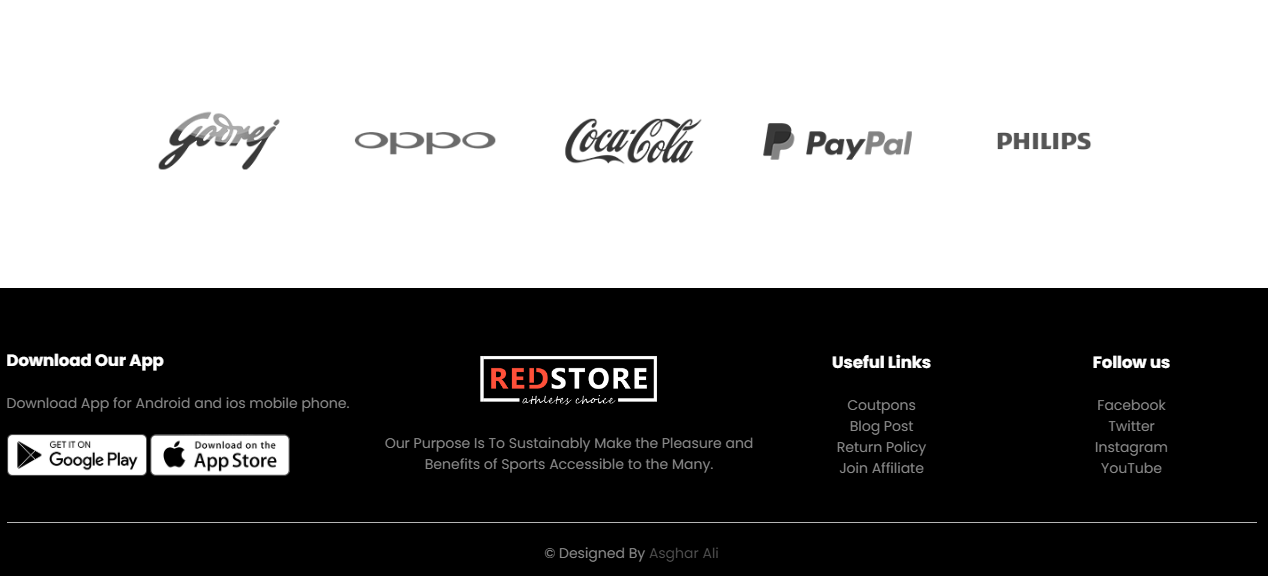 Godrej
oppo
Coca-Cola
PayPal
PHILIPS
Download Our App
Download App for Android and ios mobile phone.
GET IT ON
Google Play
Download on the
App Store
REDSTORE
athletes choice
Our Purpose Is To Sustainably Make the Pleasure and
Benefits of Sports Accessible to the Many.
Useful Links
Coutpons
Blog Post
Return Policy
Join Affiliate
Follow us
Facebook
Twitter
Instagram
YouTube
© Designed By Asghar Ali